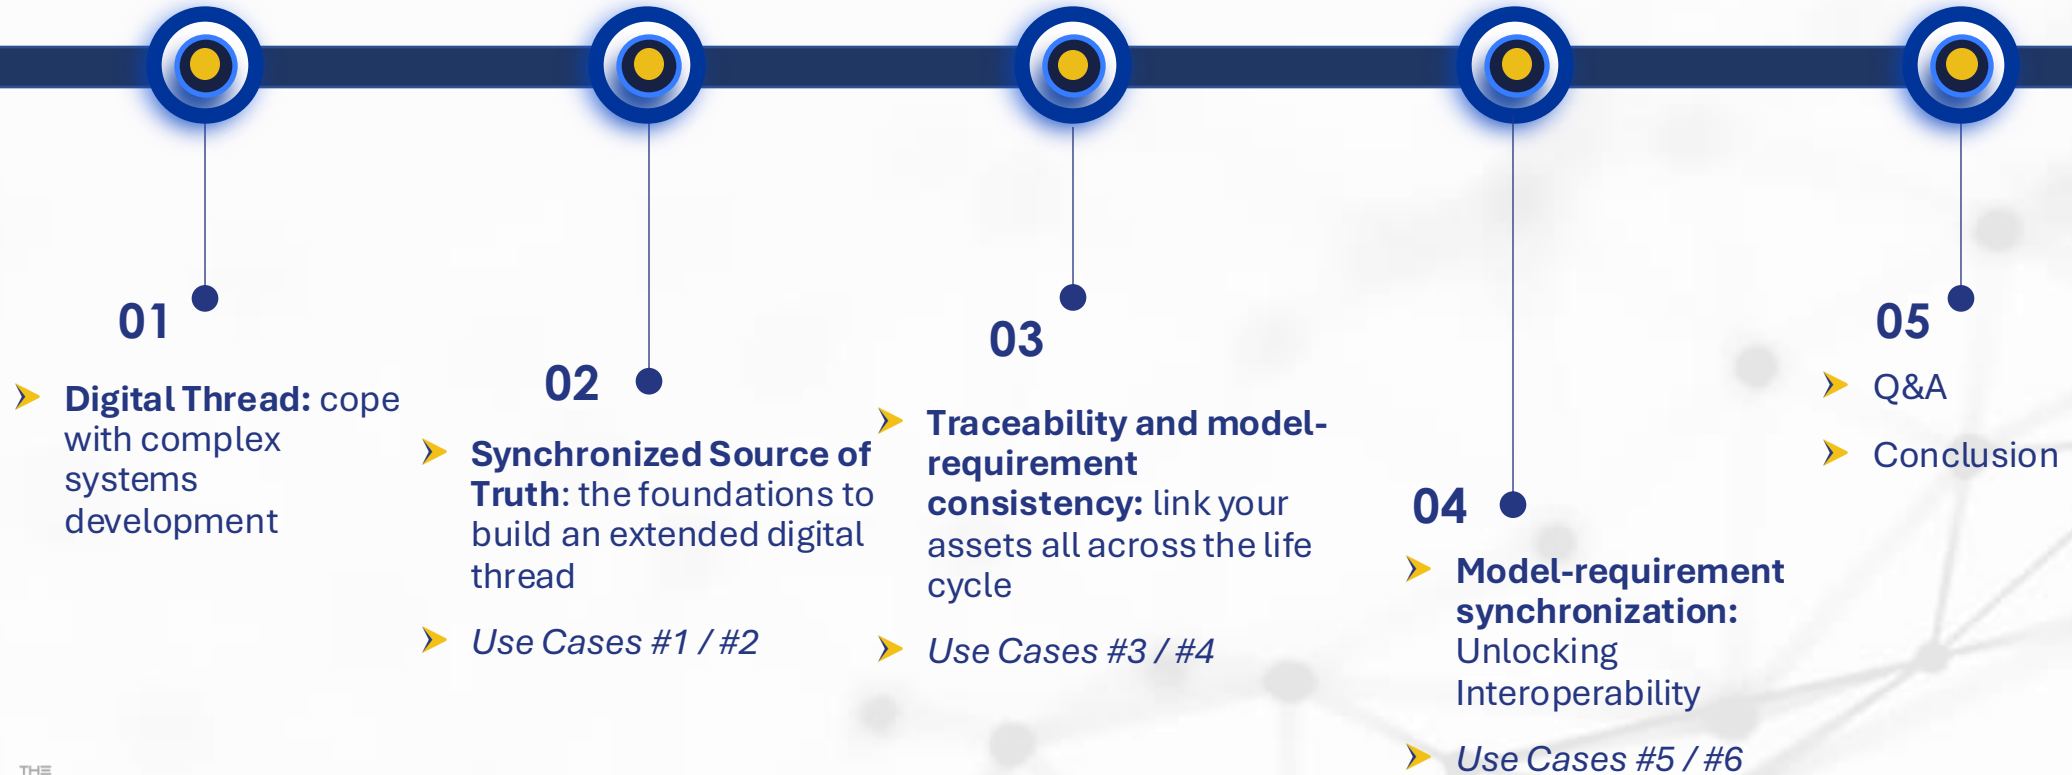 01
Digital Thread: cope
with complex
systems
development
02
Synchronized Source of
Truth: the foundations to
build an extended digital
thread
Use Cases #1 / #2
03
Traceability and model-
requirement
consistency: link your
assets all across the life
cycle
Use Cases #3 / #4
04
Model-requirement
synchronization:
Unlocking
Interoperability
Use Cases #5 / #6
05
Q&A
Conclusion
THE